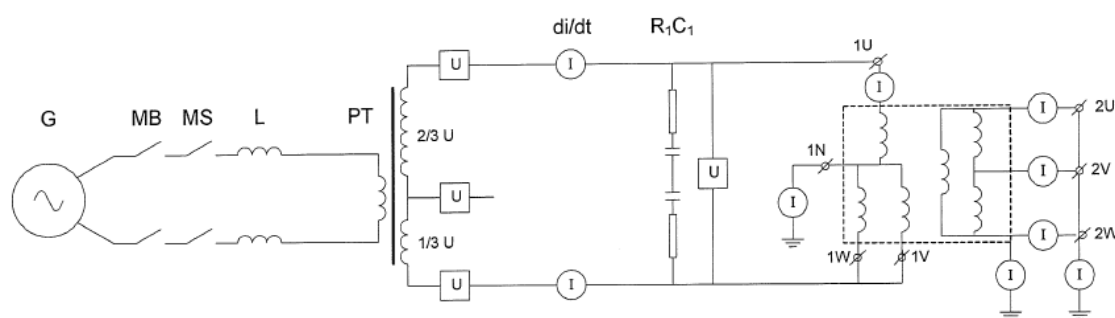 di/dt R₁C₁
G MB MS L PT
U I 1U
I
2/3 U
I 2U
1N
U U I 2V
I
1/3 U
1W 1V I 2W
U I I I